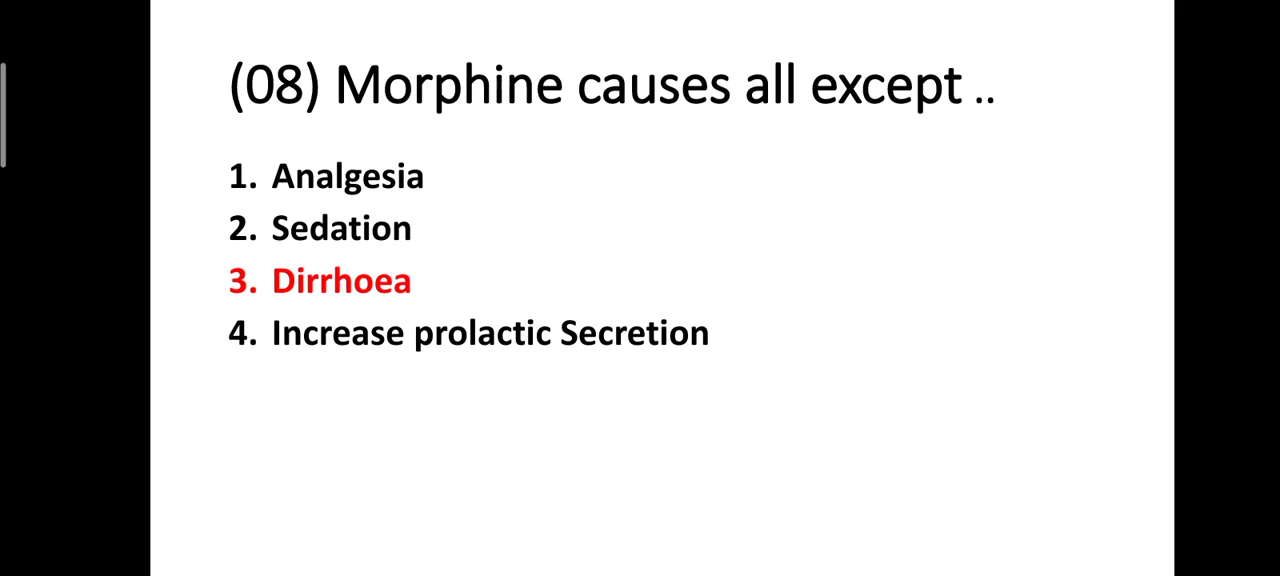 (08) Morphine causes all except ..
1. Analgesia
2. Sedation
3. Dirrhoea
4. Increase prolactic Secretion